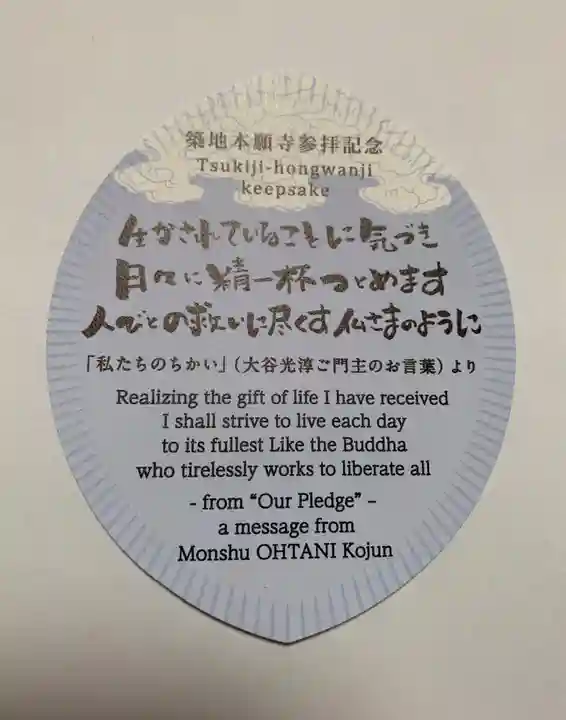 築地本願寺参拝記念
Tsukiji-hongwanji
keepsake
生かされていることに気づき
日々に精一杯つとめます
人びとの救いに尽くす仏さまのように
「私たちのちかい」（大谷光淳ご門主のお言葉）より
Realizing the gift of life I have received
I shall strive to live each day
to its fullest Like the Buddha
who tirelessly works to liberate all
- from “Our Pledge” –
a message from
Monshu OHTANI Kojun